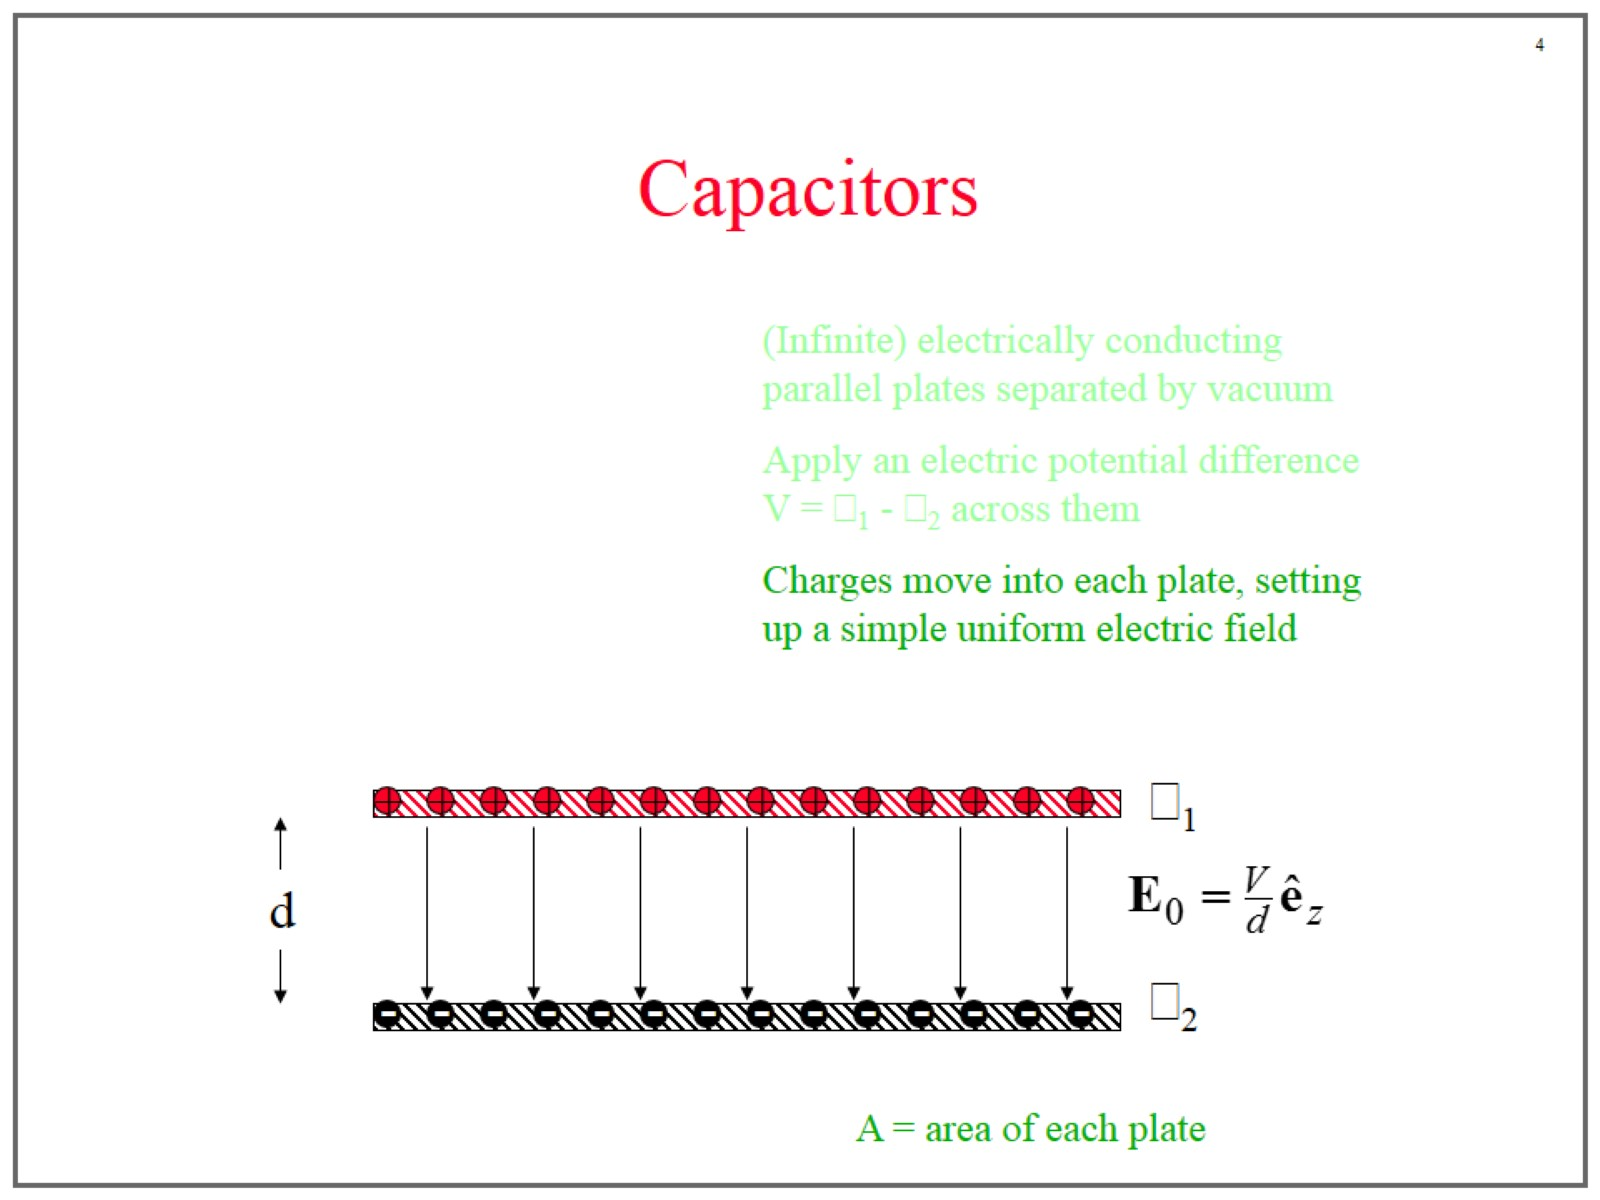 4
Capacitors
(Infinite) electrically conducting
parallel plates separated by vacuum
Apply an electric potential difference
V = □₁ - □₂ across them
Charges move into each plate, setting
up a simple uniform electric field
□₁
d
E₀ = V/d ê_z
□₂
A = area of each plate